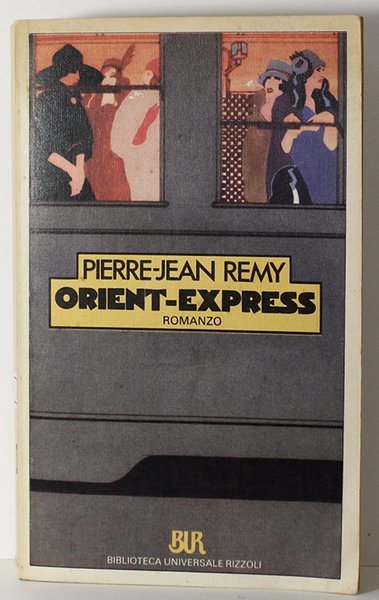 PIERRE-JEAN REMY
ORIENT-EXPRESS
ROMANZO
BUR
BIBLIOTECA UNIVERSALE RIZZOLI